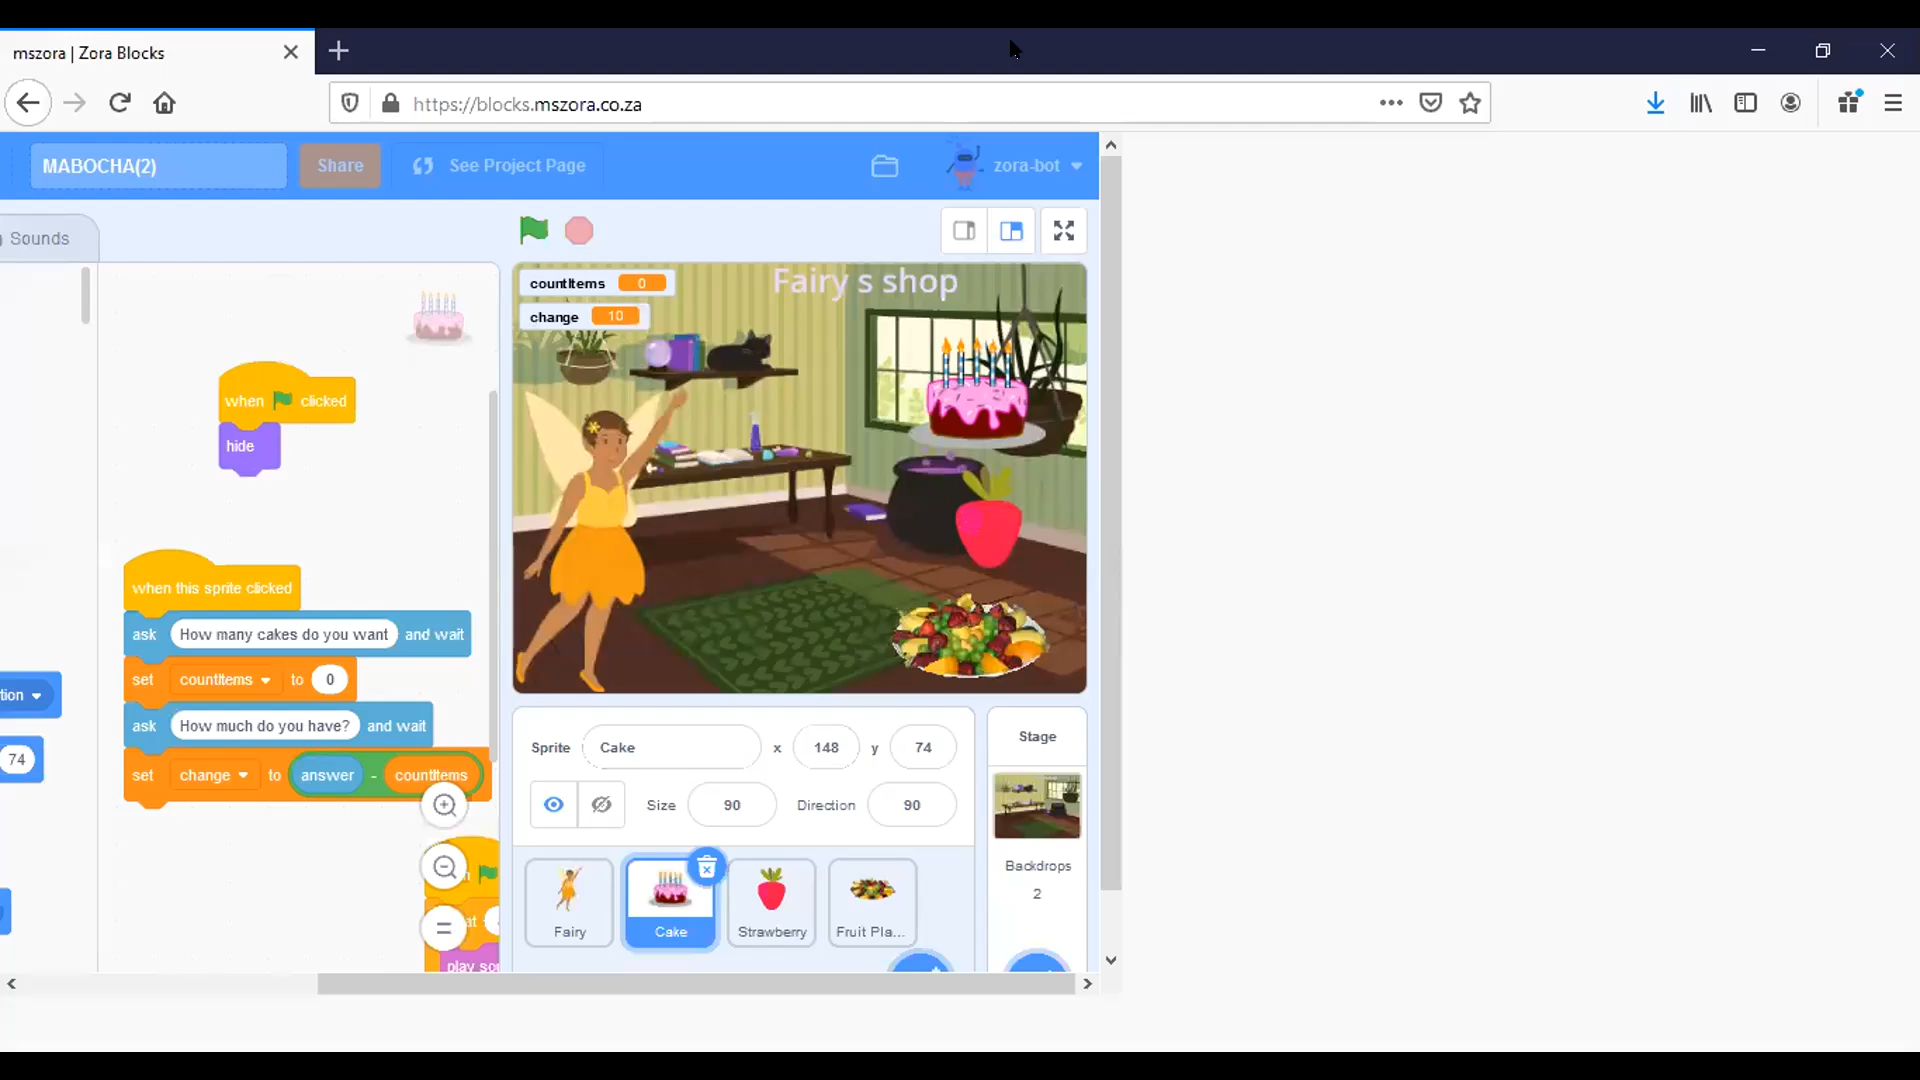 mszora | Zora Blocks
https://blocks.mszora.co.za
MABOCHA(2)
Share
See Project Page
zora-bot
Sounds
when clicked
hide
when this sprite clicked
ask How many cakes do you want and wait
set countItems to 0
ask How much do you have? and wait
set change to answer - countItems
tion
74
play
countItems 0
change 10
Fairy s shop
Sprite Cake x 148 y 74
Size 90 Direction 90
Fairy
Cake
Strawberry
Fruit Pla...
Stage
Backdrops
2